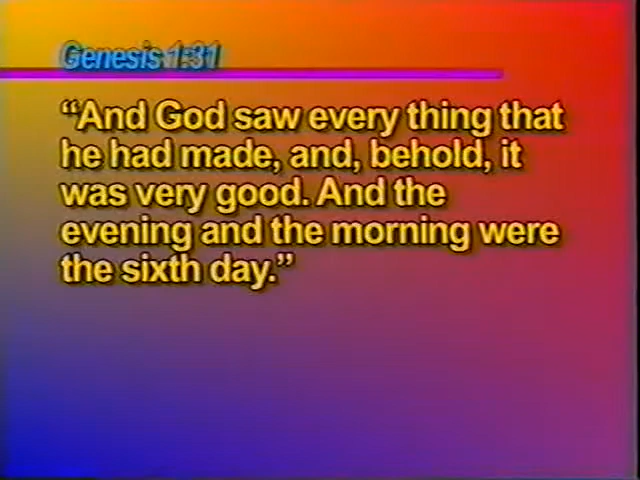 Genesis 1:31
“And God saw every thing that
he had made, and, behold, it
was very good. And the
evening and the morning were
the sixth day.”